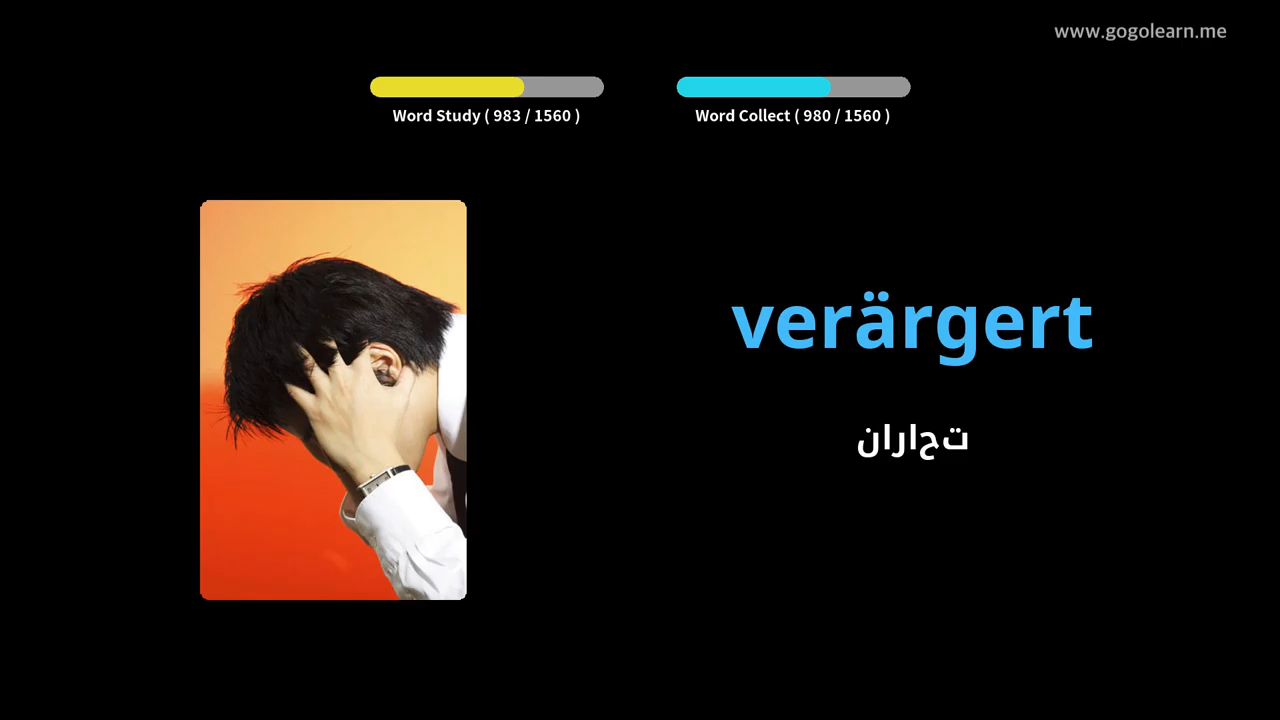 www.gogolearn.me
Word Study ( 983 / 1560 )
Word Collect ( 980 / 1560 )
verärgert
تحاران